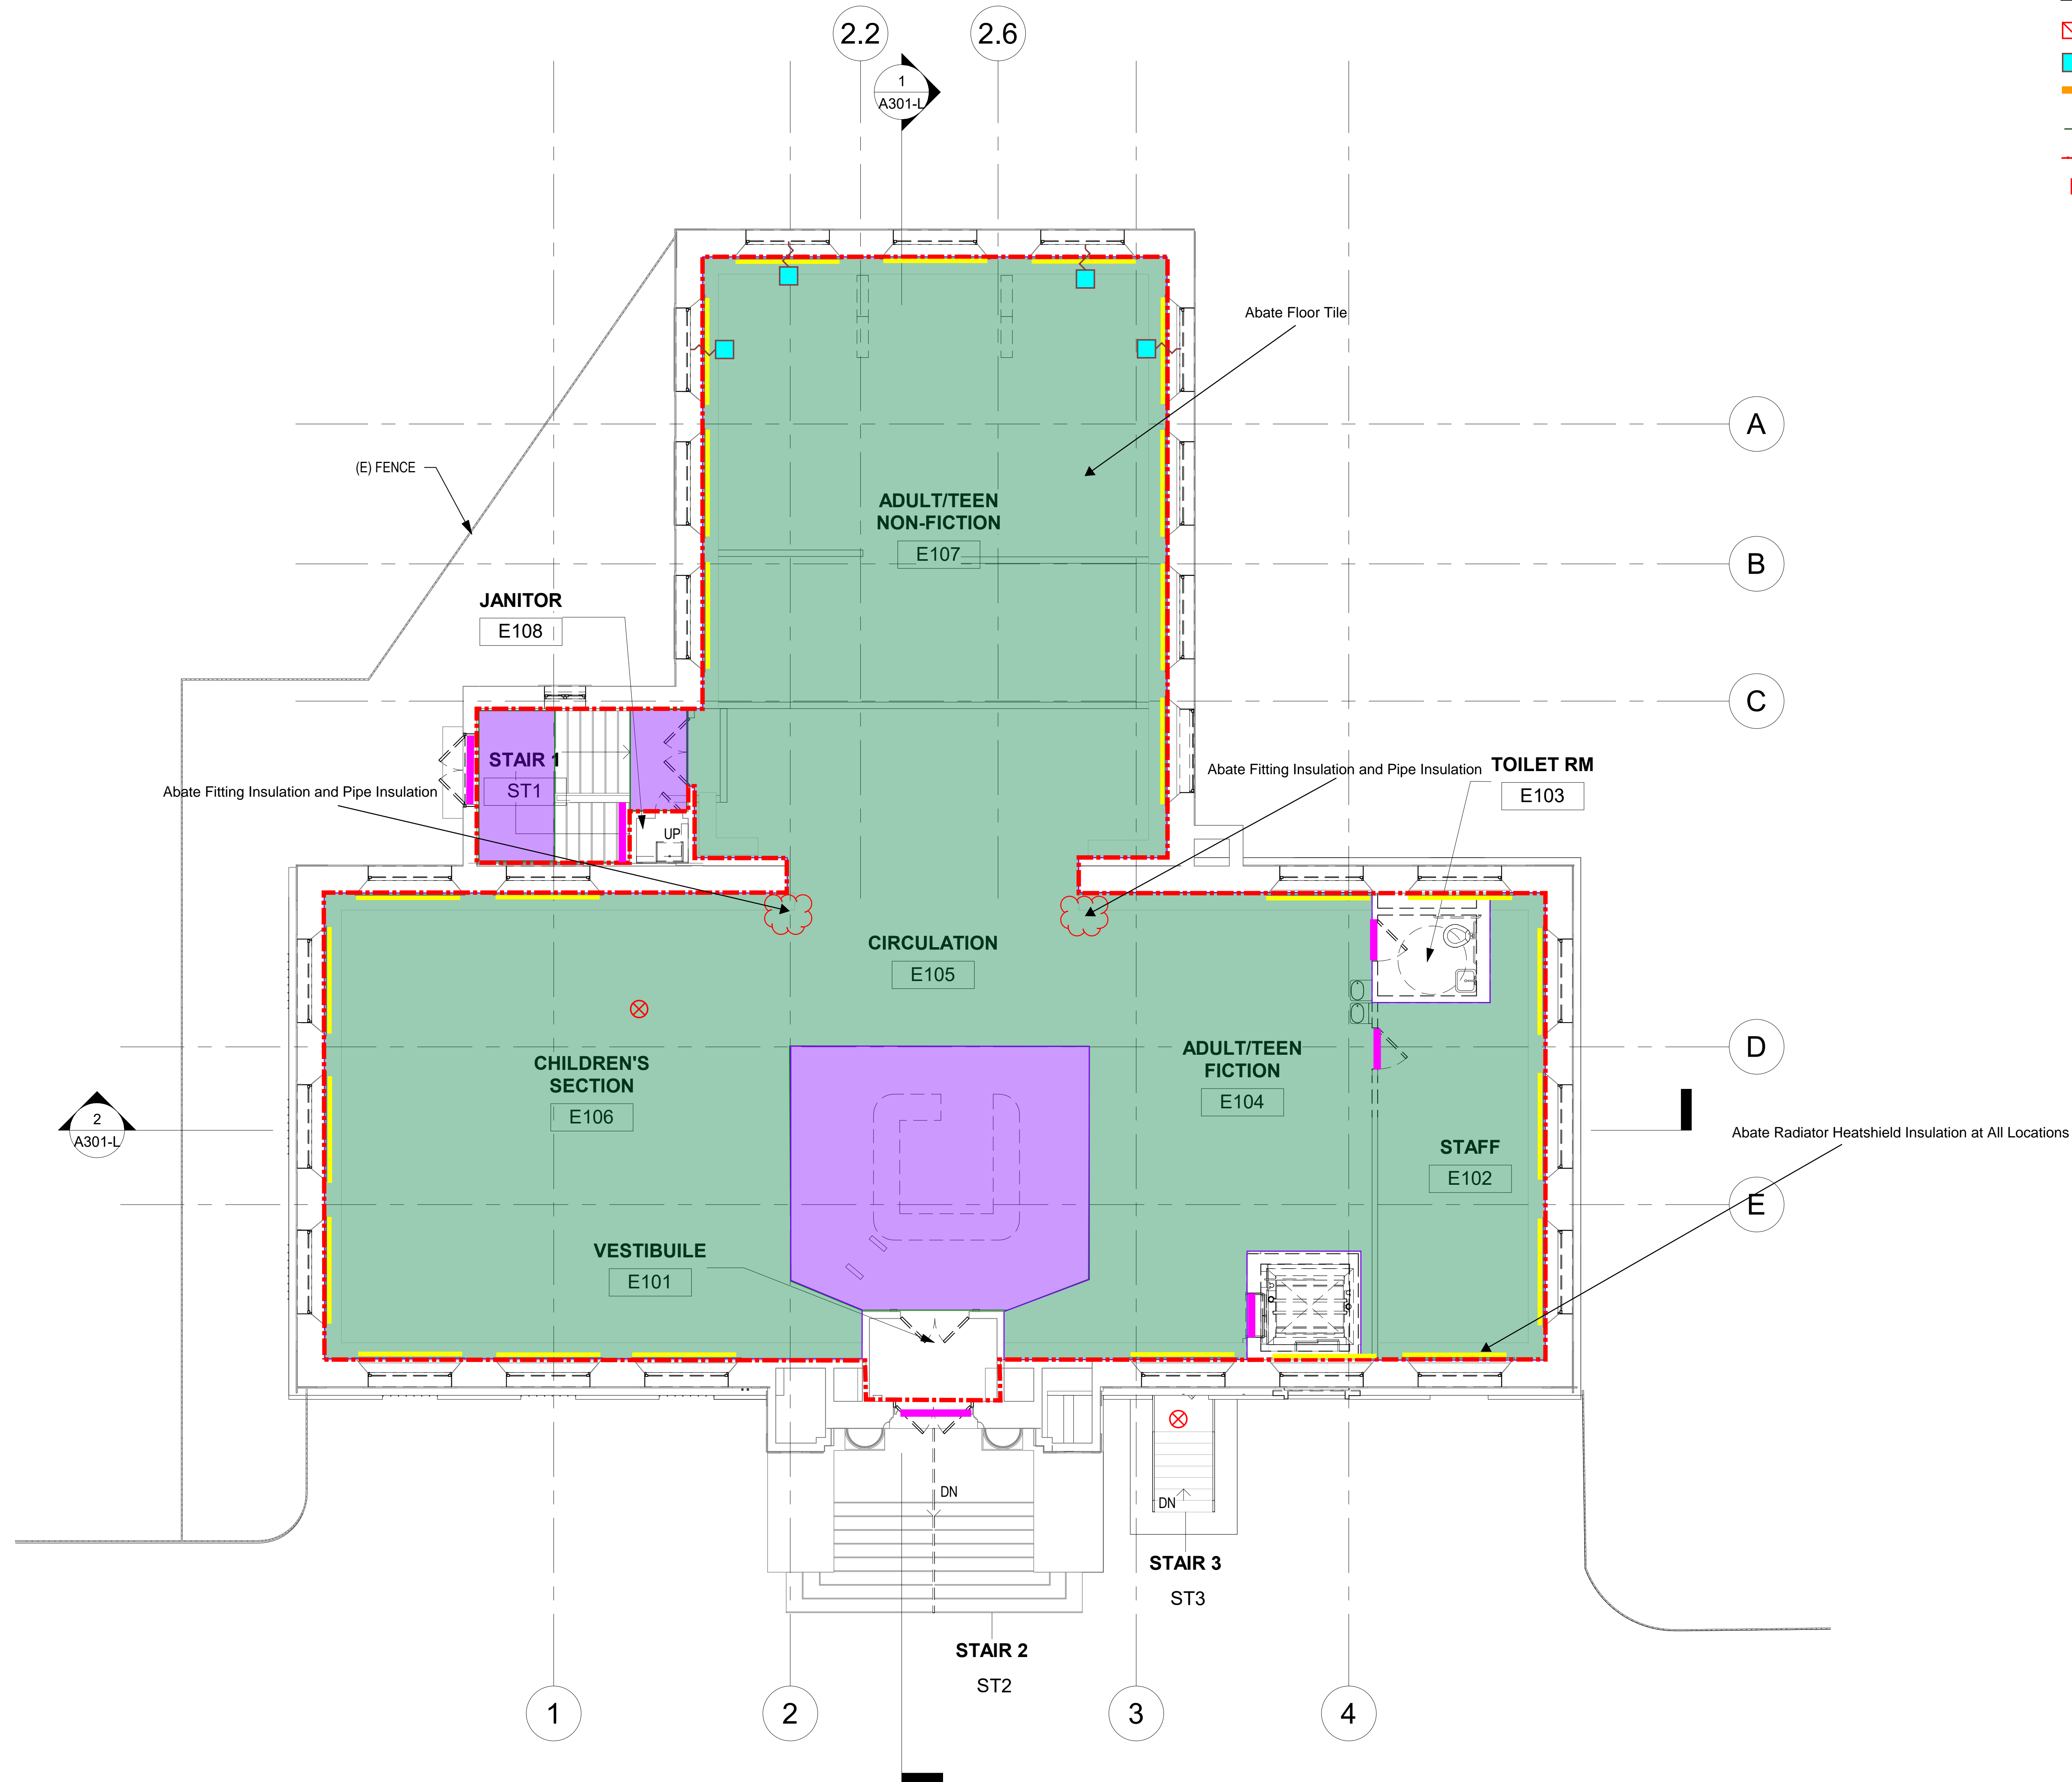 2.2
2.6
1
A301-L
Abate Floor Tile
A
(E) FENCE
ADULT/TEEN
NON-FICTION
E107
B
JANITOR
E108
C
STAIR 1
ST1
Abate Fitting Insulation and Pipe Insulation
UP
Abate Fitting Insulation and Pipe Insulation
TOILET RM
E103
CIRCULATION
E105
CHILDREN'S
SECTION
E106
ADULT/TEEN
FICTION
E104
D
2
A301-L
STAFF
E102
Abate Radiator Heatshield Insulation at All Locations
E
VESTIBUILE
E101
DN
DN
STAIR 3
ST3
STAIR 2
ST2
1
2
3
4